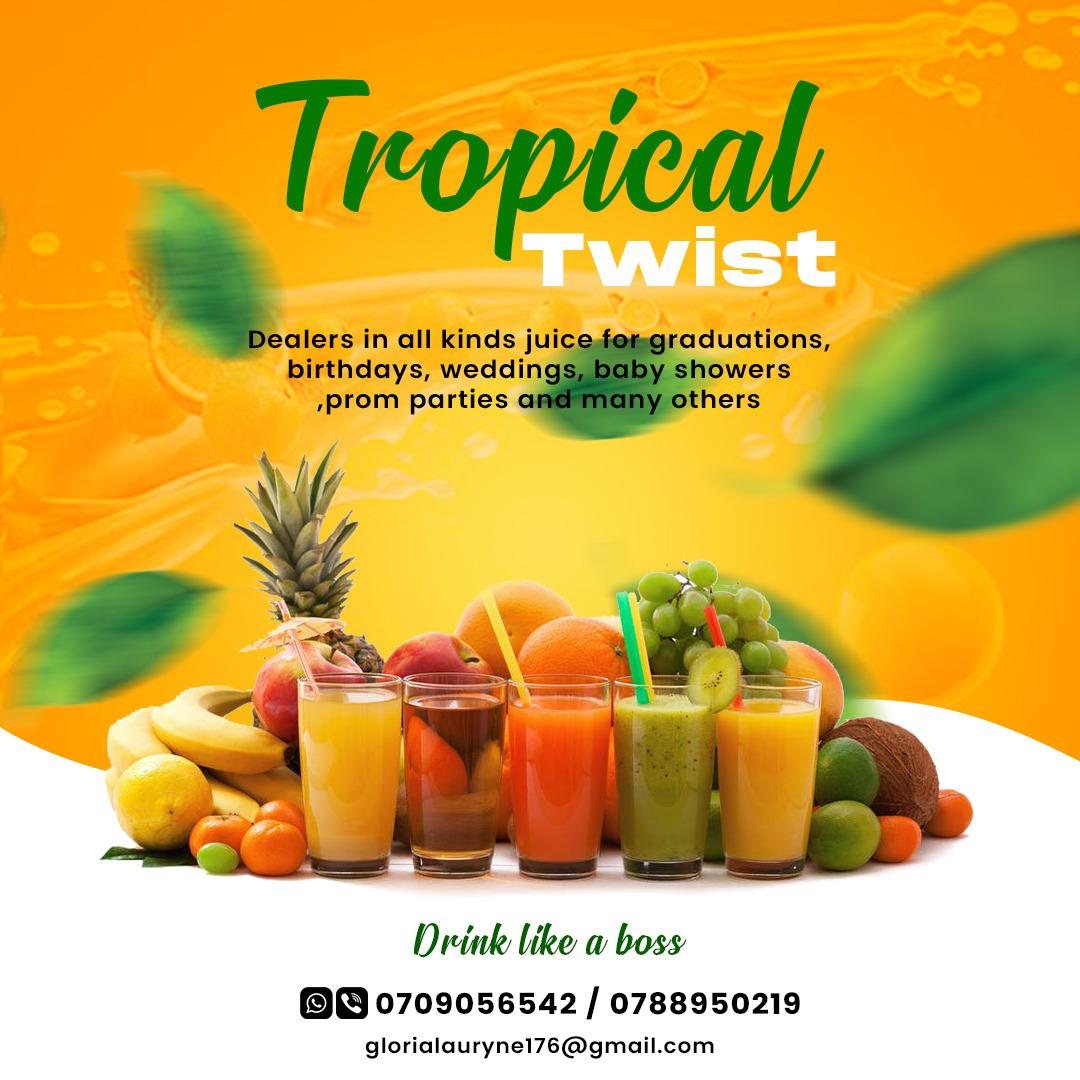 Tropical
Twist
Dealers in all kinds juice for graduations,
birthdays, weddings, baby showers
,prom parties and many others
Drink like a boss
0709056542 / 0788950219
glorialauryne176@gmail.com